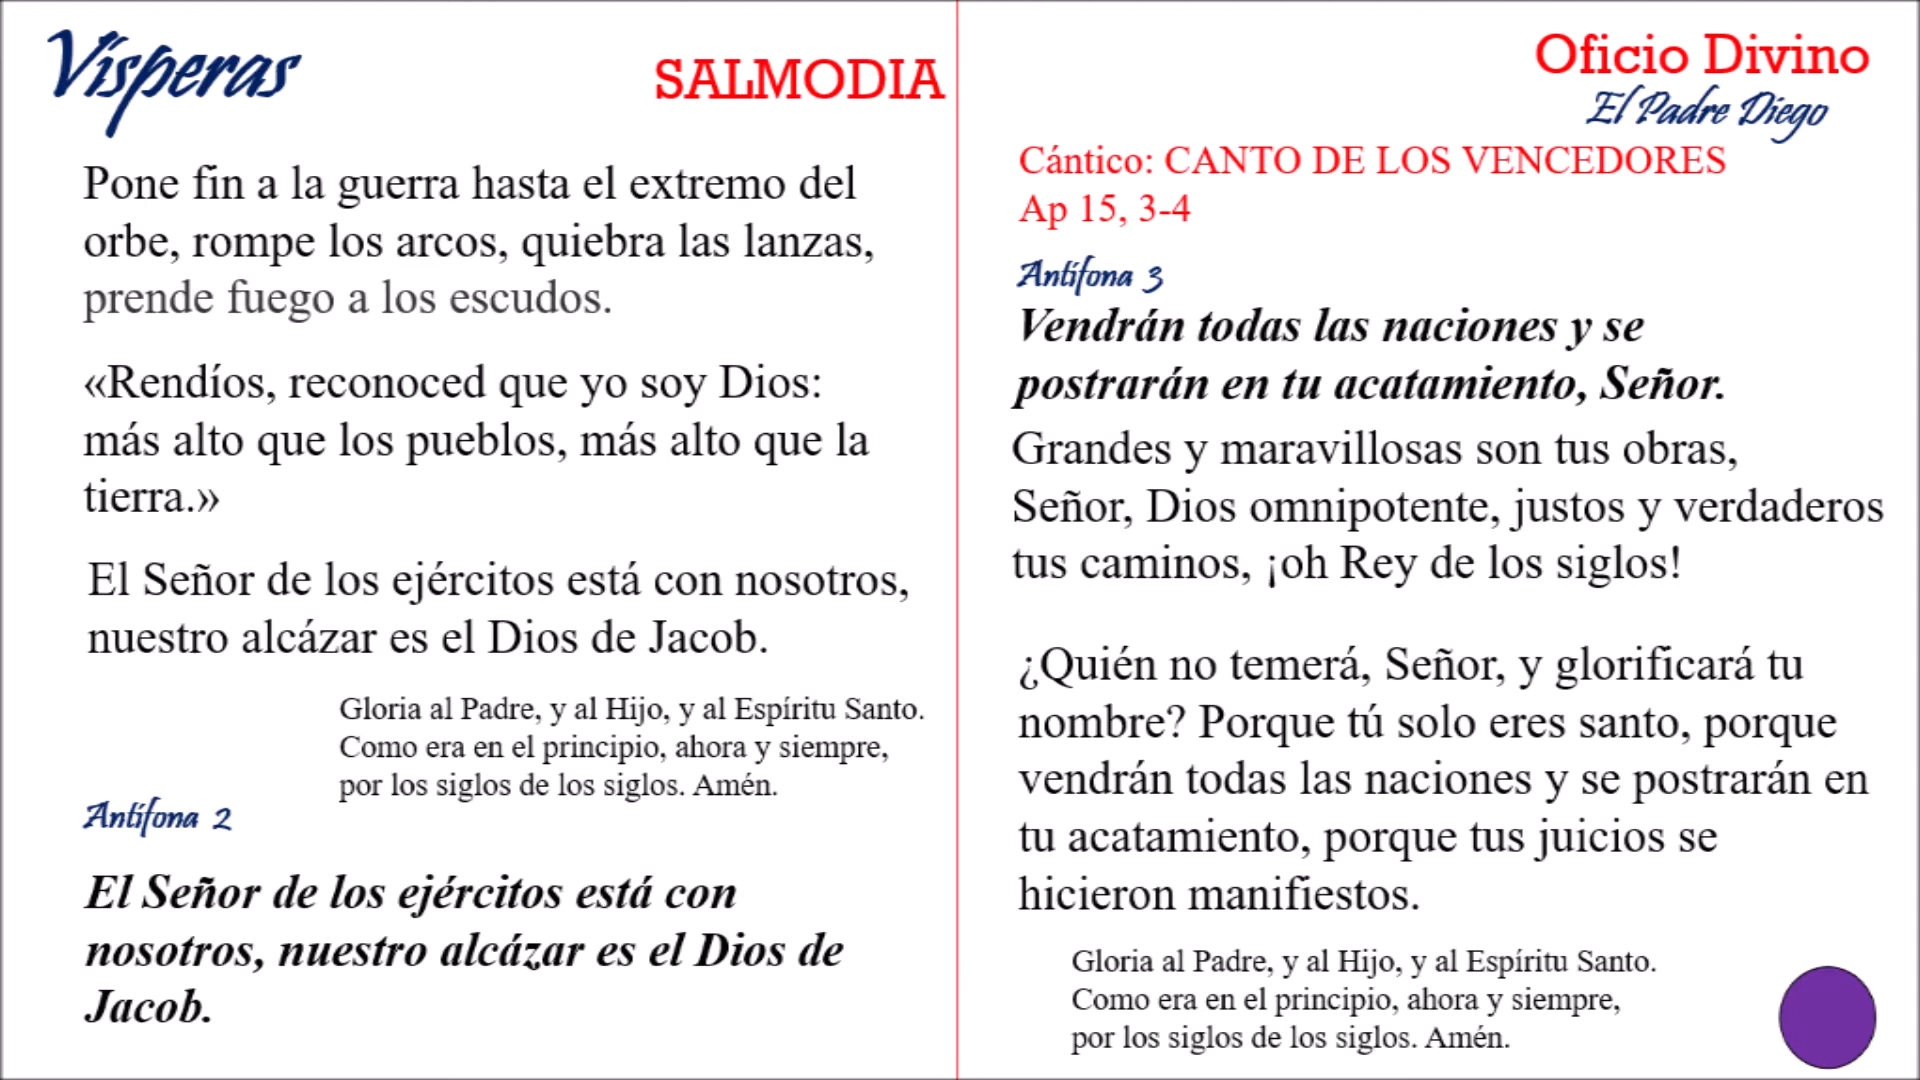 Vísperas
SALMODIA
Pone fin a la guerra hasta el extremo del
orbe, rompe los arcos, quiebra las lanzas,
prende fuego a los escudos.
«Rendíos, reconoced que yo soy Dios:
más alto que los pueblos, más alto que la
tierra.»
El Señor de los ejércitos está con nosotros,
nuestro alcázar es el Dios de Jacob.
Gloria al Padre, y al Hijo, y al Espíritu Santo.
Como era en el principio, ahora y siempre,
por los siglos de los siglos. Amén.
Antífona 2
El Señor de los ejércitos está con
nosotros, nuestro alcázar es el Dios de
Jacob.
Oficio Divino
El Padre Diego
Cántico: CANTO DE LOS VENCEDORES
Ap 15, 3-4
Antífona 3
Vendrán todas las naciones y se
postrarán en tu acatamiento, Señor.
Grandes y maravillosas son tus obras,
Señor, Dios omnipotente, justos y verdaderos
tus caminos, ¡oh Rey de los siglos!
¿Quién no temerá, Señor, y glorificará tu
nombre? Porque tú solo eres santo, porque
vendrán todas las naciones y se postrarán en
tu acatamiento, porque tus juicios se
hicieron manifiestos.
Gloria al Padre, y al Hijo, y al Espíritu Santo.
Como era en el principio, ahora y siempre,
por los siglos de los siglos. Amén.